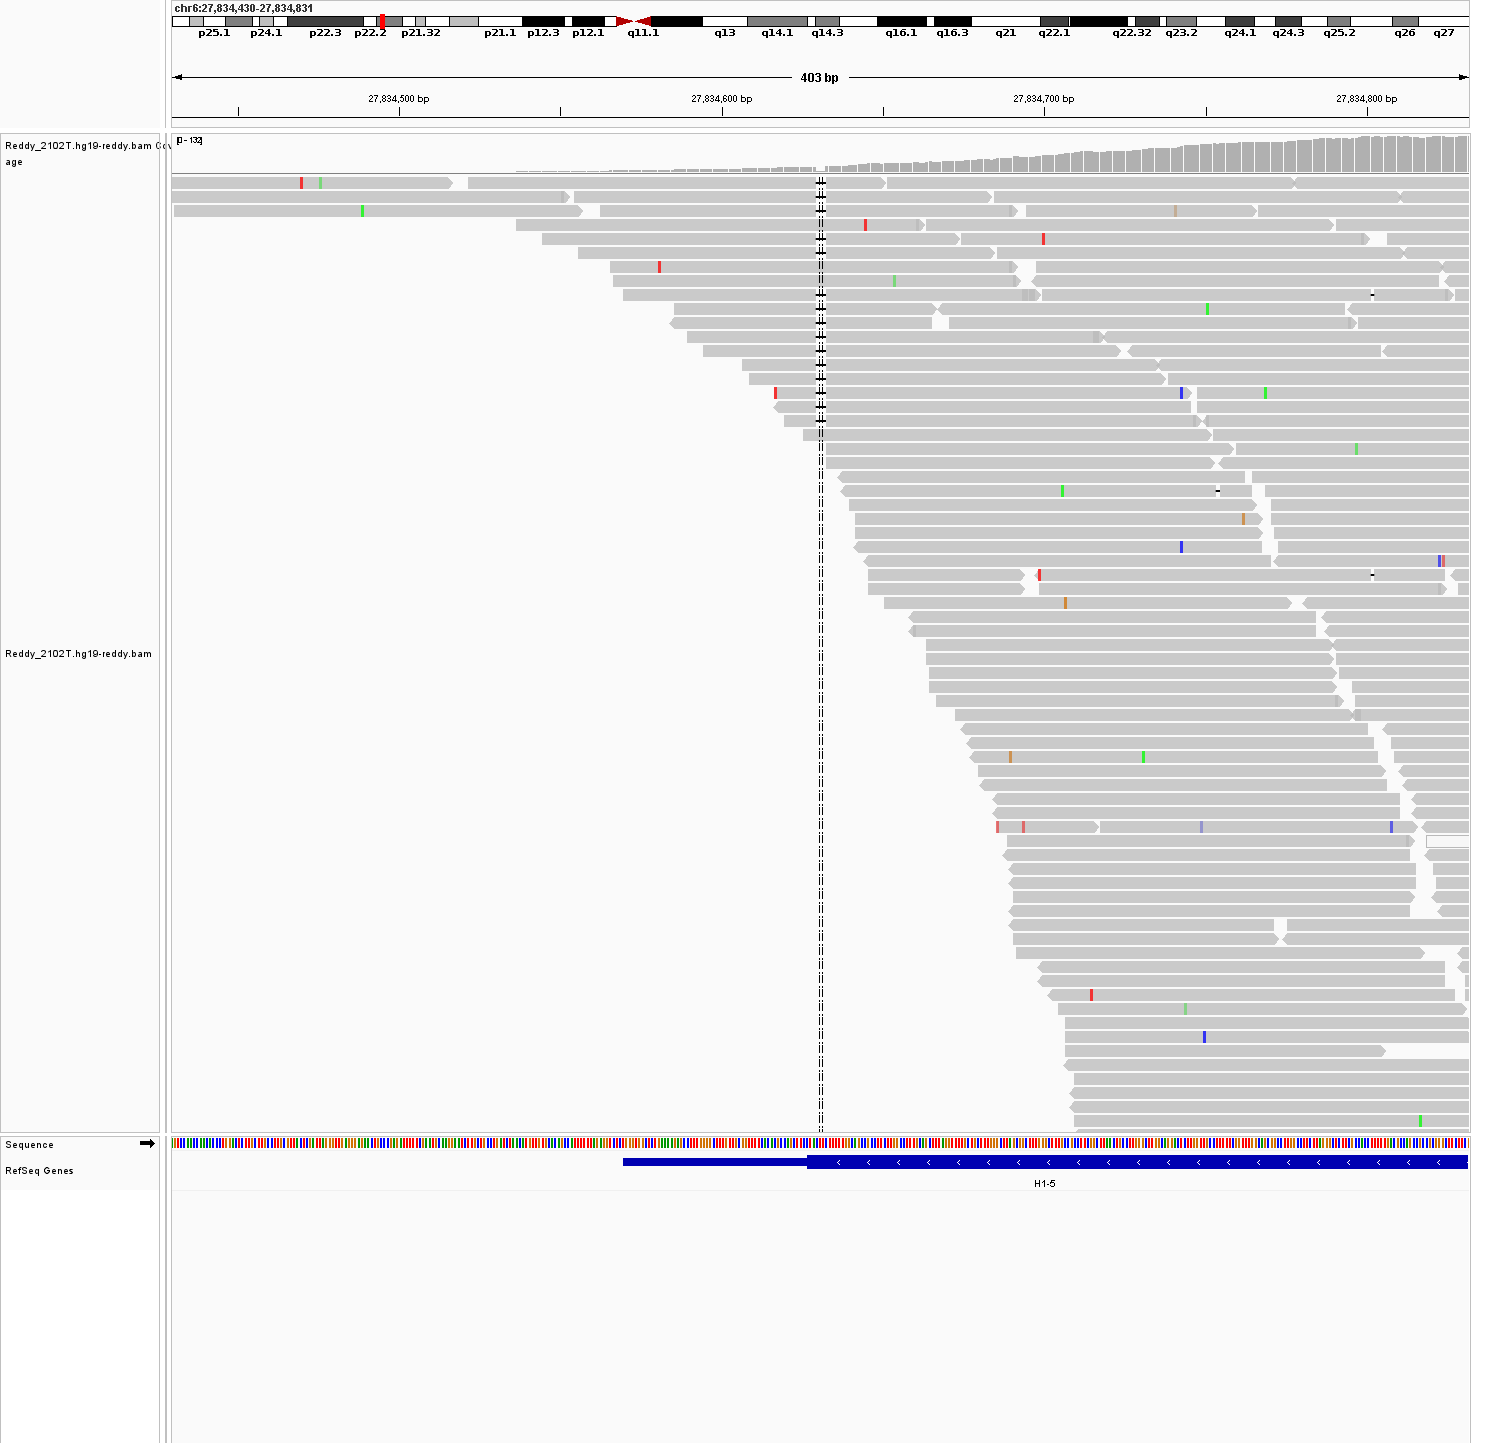 chr6:27,834,430-27,834,831
p25.1 p24.1 p22.3 p22.2 p21.32 p21.1 p12.3 p12.1 q11.1 q13 q14.1 q14.3 q16.1 q16.3 q21 q22.1 q22.32 q23.2 q24.1 q24.3 q25.2 q26 q27
403 bp
27,834,500 bp 27,834,600 bp 27,834,700 bp 27,834,800 bp
[0 - 132]
Reddy_2102T.hg19-reddy.bam Cov
age
Reddy_2102T.hg19-reddy.bam
Sequence
RefSeq Genes
H1-5